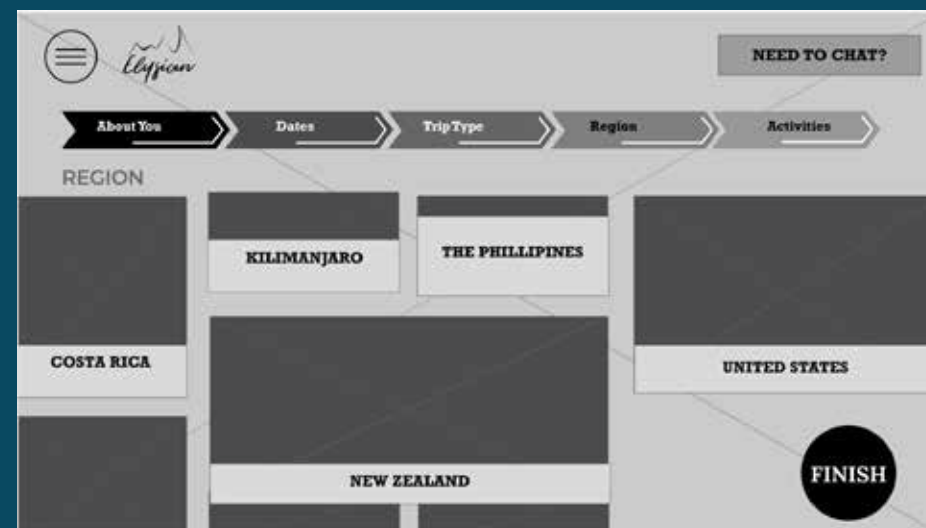 Elysian
NEED TO CHAT?
About You
Dates
Trip Type
Region
Activities
REGION
KILIMANJARO
THE PHILLIPINES
COSTA RICA
UNITED STATES
NEW ZEALAND
FINISH